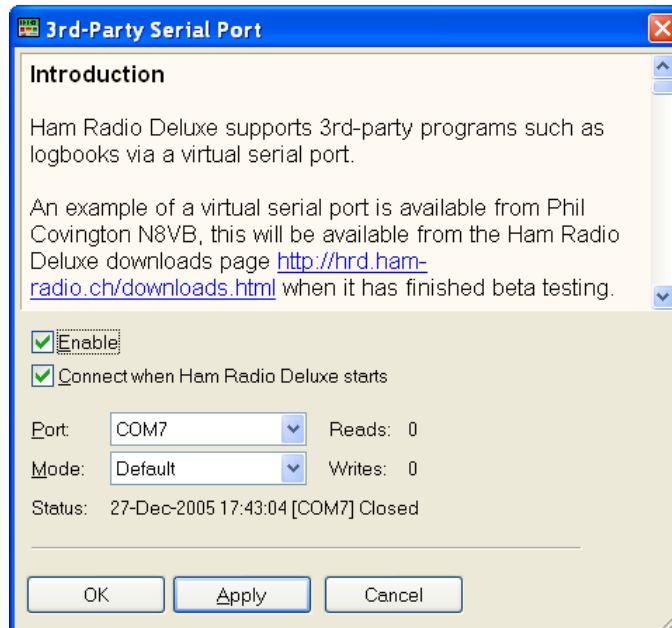 3rd-Party Serial Port
Introduction
Ham Radio Deluxe supports 3rd-party programs such as
logbooks via a virtual serial port.
An example of a virtual serial port is available from Phil
Covington N8VB, this will be available from the Ham Radio
Deluxe downloads page http://hrd.ham-
radio.ch/downloads.html when it has finished beta testing.
Enable
Connect when Ham Radio Deluxe starts
Port: COM7 Reads: 0
Mode: Default Writes: 0
Status: 27-Dec-2005 17:43:04 [COM7] Closed
OK Apply Cancel